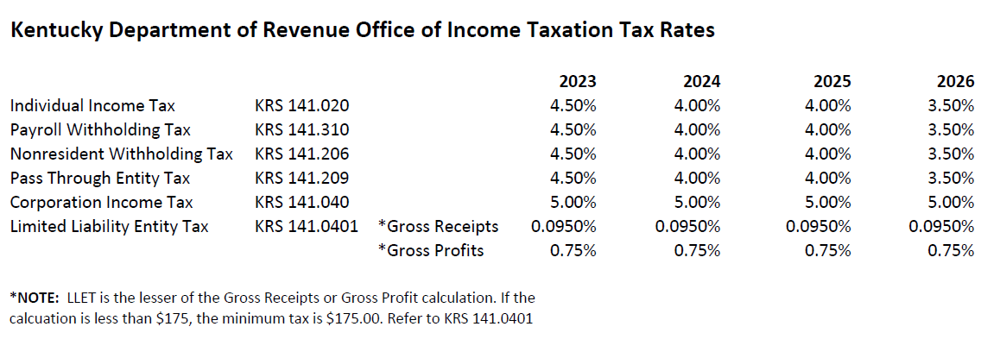 Kentucky Department of Revenue Office of Income Taxation Tax Rates
2023 2024 2025 2026
Individual Income Tax KRS 141.020 4.50% 4.00% 4.00% 3.50%
Payroll Withholding Tax KRS 141.310 4.50% 4.00% 4.00% 3.50%
Nonresident Withholding Tax KRS 141.206 4.50% 4.00% 4.00% 3.50%
Pass Through Entity Tax KRS 141.209 4.50% 4.00% 4.00% 3.50%
Corporation Income Tax KRS 141.040 5.00% 5.00% 5.00% 5.00%
Limited Liability Entity Tax KRS 141.0401 *Gross Receipts 0.0950% 0.0950% 0.0950% 0.0950%
*Gross Profits 0.75% 0.75% 0.75% 0.75%
*NOTE: LLET is the lesser of the Gross Receipts or Gross Profit calculation. If the
calcuation is less than $175, the minimum tax is $175.00. Refer to KRS 141.0401